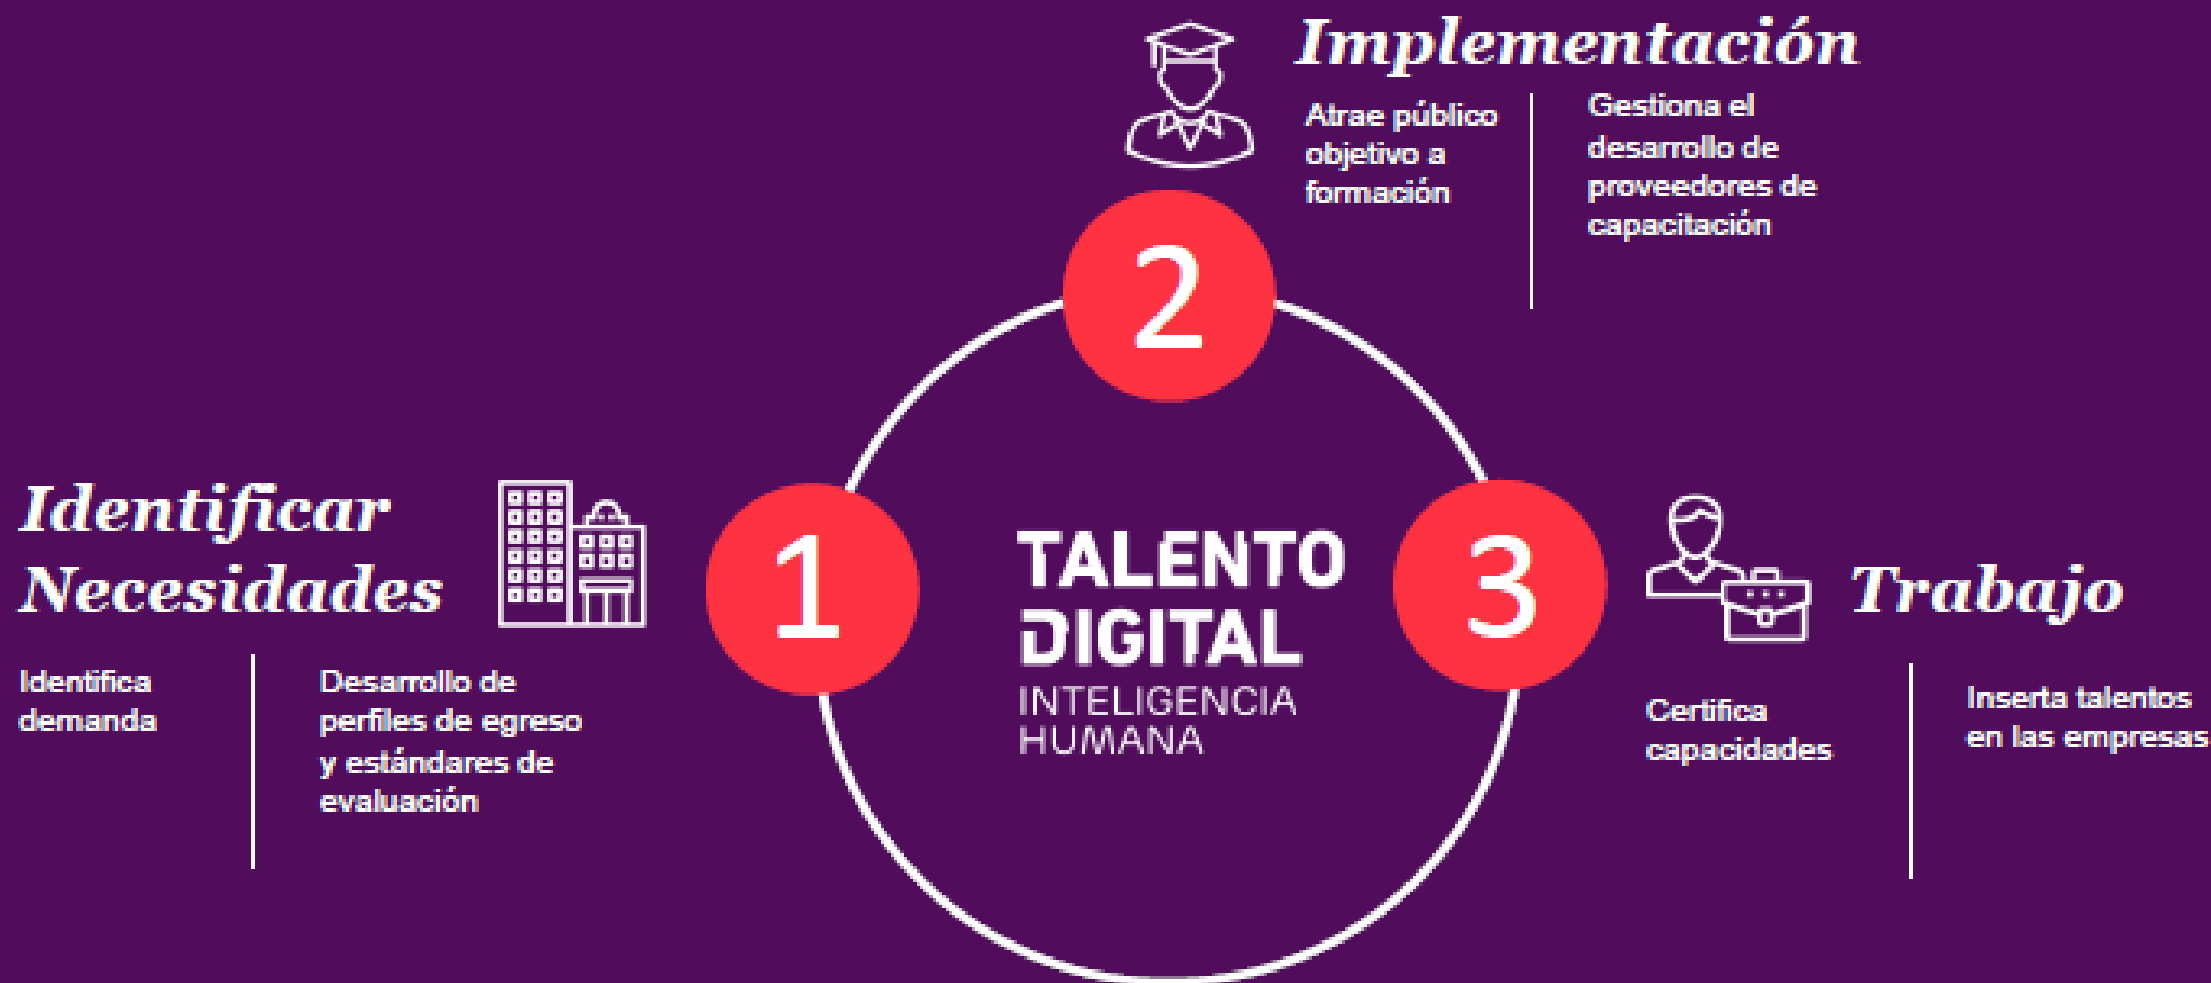 Implementación
Atrae público
objetivo a
formación
Gestiona el
desarrollo de
proveedores de
capacitación
2
Identificar
Necesidades
Identifica
demanda
Desarrollo de
perfiles de egreso
y estándares de
evaluación
1
TALENTO
DIGITAL
INTELIGENCIA
HUMANA
3
Trabajo
Certifica
capacidades
Inserta talentos
en las empresas